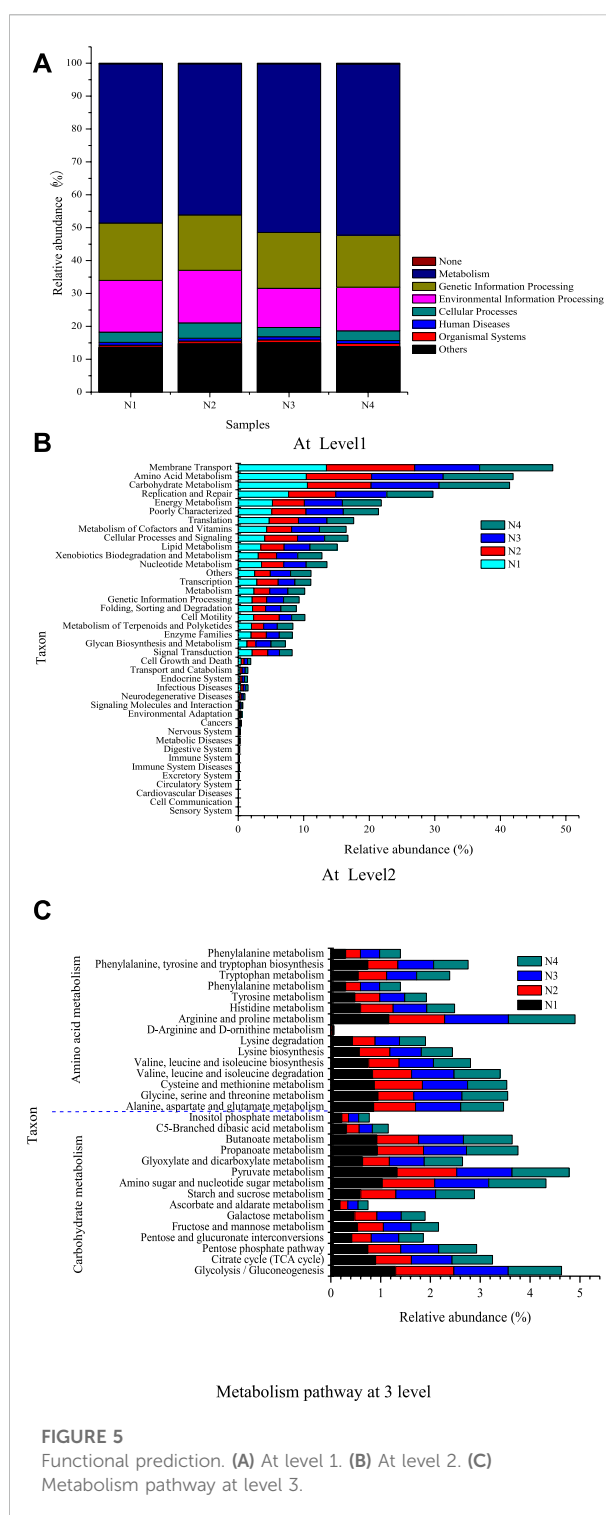 A
100
90
80
70
60
50
40
30
20
10
0
Relative abundance (%)
N1 N2 N3 N4
Samples
None
Metabolism
Genetic Information Processing
Environmental Information Processing
Cellular Processes
Human Diseases
Organismal Systems
Others
At Level1
B
Membrane Transport
Amino Acid Metabolism
Carbohydrate Metabolism
Replication and Repair
Energy Metabolism
Poorly Characterized
Translation
Metabolism of Cofactors and Vitamins
Cellular Processes and Signaling
Lipid Metabolism
Xenobiotics Biodegradation and Metabolism
Nucleotide Metabolism
Others
Transcription
Metabolism
Genetic Information Processing
Folding, Sorting and Degradation
Cell Motility
Metabolism of Terpenoids and Polyketides
Enzyme Families
Glycan Biosynthesis and Metabolism
Signal Transduction
Cell Growth and Death
Transport and Catabolism
Endocrine System
Infectious Diseases
Neurodegenerative Diseases
Signaling Molecules and Interaction
Environmental Adaptation
Cancers
Nervous System
Metabolic Diseases
Digestive System
Immune System
Immune System Diseases
Excretory System
Circulatory System
Cardiovascular Diseases
Cell Communication
Sensory System
Taxon
N4
N3
N2
N1
0 10 20 30 40 50
Relative abundance (%)
At Level2
C
Amino acid metabolism
Carbohydrate metabolism
Taxon
Phenylalanine metabolism
Phenylalanine, tyrosine and tryptophan biosynthesis
Tryptophan metabolism
Phenylalanine metabolism
Tyrosine metabolism
Histidine metabolism
Arginine and proline metabolism
D-Arginine and D-ornithine metabolism
Lysine degradation
Lysine biosynthesis
Valine, leucine and isoleucine biosynthesis
Valine, leucine and isoleucine degradation
Cysteine and methionine metabolism
Glycine, serine and threonine metabolism
Alanine, aspartate and glutamate metabolism
Inositol phosphate metabolism
C5-Branched dibasic acid metabolism
Butanoate metabolism
Propanoate metabolism
Glyoxylate and dicarboxylate metabolism
Pyruvate metabolism
Amino sugar and nucleotide sugar metabolism
Starch and sucrose metabolism
Ascorbate and aldarate metabolism
Galactose metabolism
Fructose and mannose metabolism
Pentose and glucuronate interconversions
Pentose phosphate pathway
Citrate cycle (TCA cycle)
Glycolysis / Gluconeogenesis
N4
N3
N2
N1
0 1 2 3 4 5
Relative abundance (%)
Metabolism pathway at 3 level
FIGURE 5
Functional prediction. (A) At level 1. (B) At level 2. (C)
Metabolism pathway at level 3.